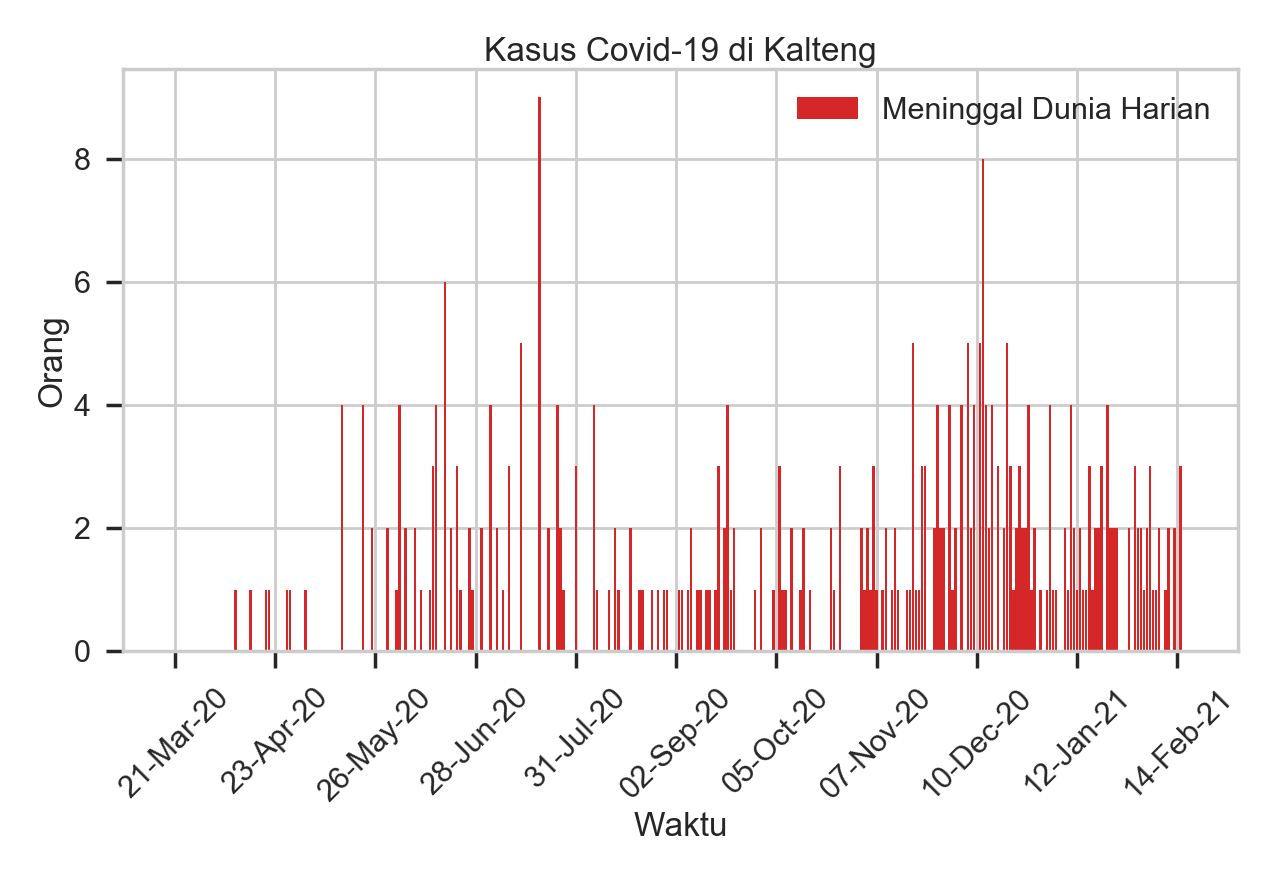 Kasus Covid-19 di Kalteng
Meninggal Dunia Harian
Orang
8
6
4
2
0
21-Mar-20
23-Apr-20
26-May-20
28-Jun-20
31-Jul-20
02-Sep-20
05-Oct-20
07-Nov-20
10-Dec-20
12-Jan-21
14-Feb-21
Waktu